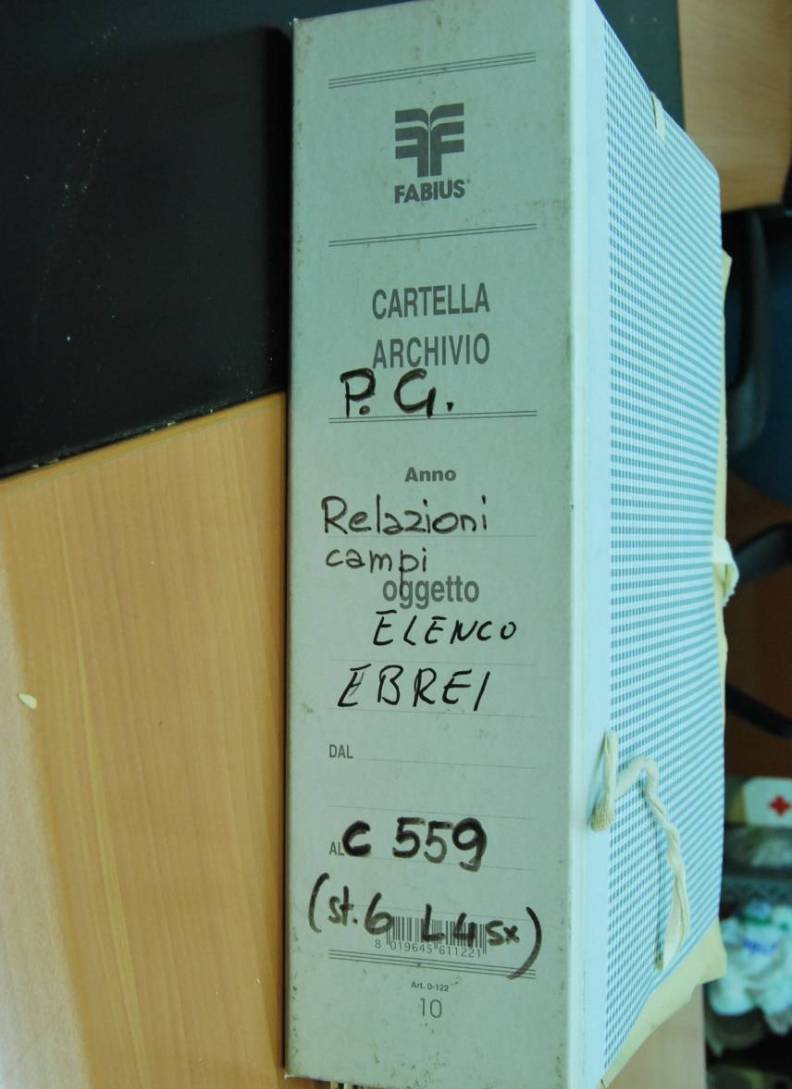 FABIUS
CARTELLA
ARCHIVIO
P.G.
Anno
Relazioni
campi
oggetto
ELENCO
EBREI
DAL
AL C 559
(st.6 L4 sx)
8 019645 611221
Art. 0-122
10